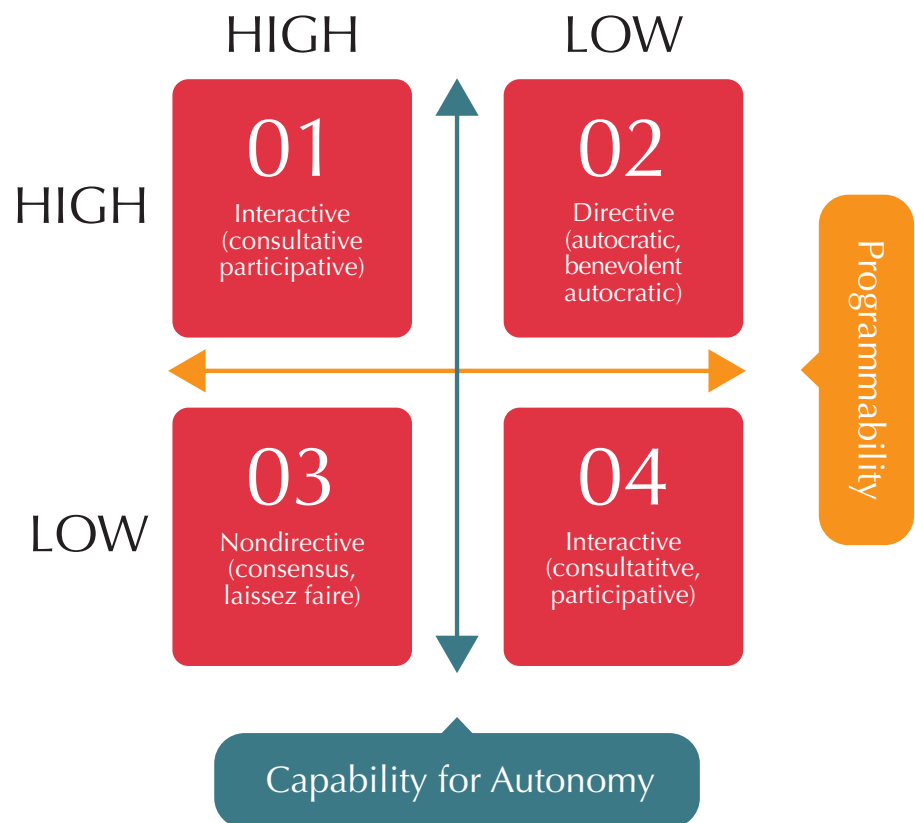 HIGH
LOW
HIGH
01
Interactive
(consultative
participative)
02
Directive
(autocratic,
benevolent
autocratic)
Programmability
LOW
03
Nondirective
(consensus,
laissez faire)
04
Interactive
(consultatitve,
participative)
Capability for Autonomy